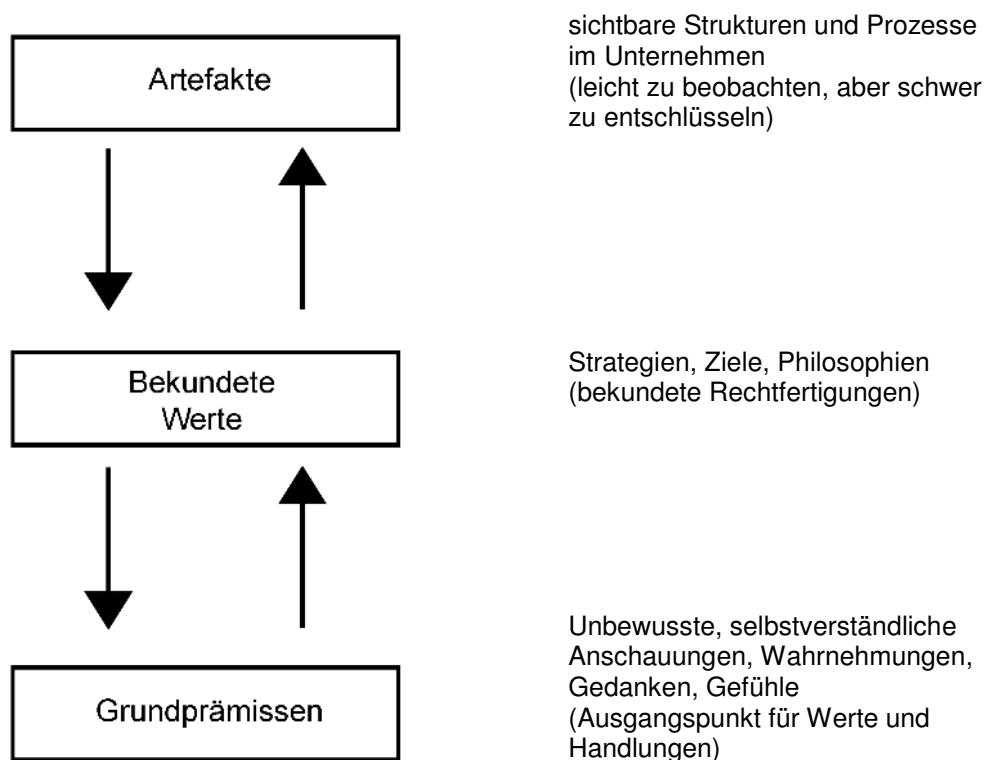 Artefakte
sichtbare Strukturen und Prozesse
im Unternehmen
(leicht zu beobachten, aber schwer
zu entschlüsseln)
Bekundete
Werte
Strategien, Ziele, Philosophien
(bekundete Rechtfertigungen)
Grundprämissen
Unbewusste, selbstverständliche
Anschauungen, Wahrnehmungen,
Gedanken, Gefühle
(Ausgangspunkt für Werte und
Handlungen)